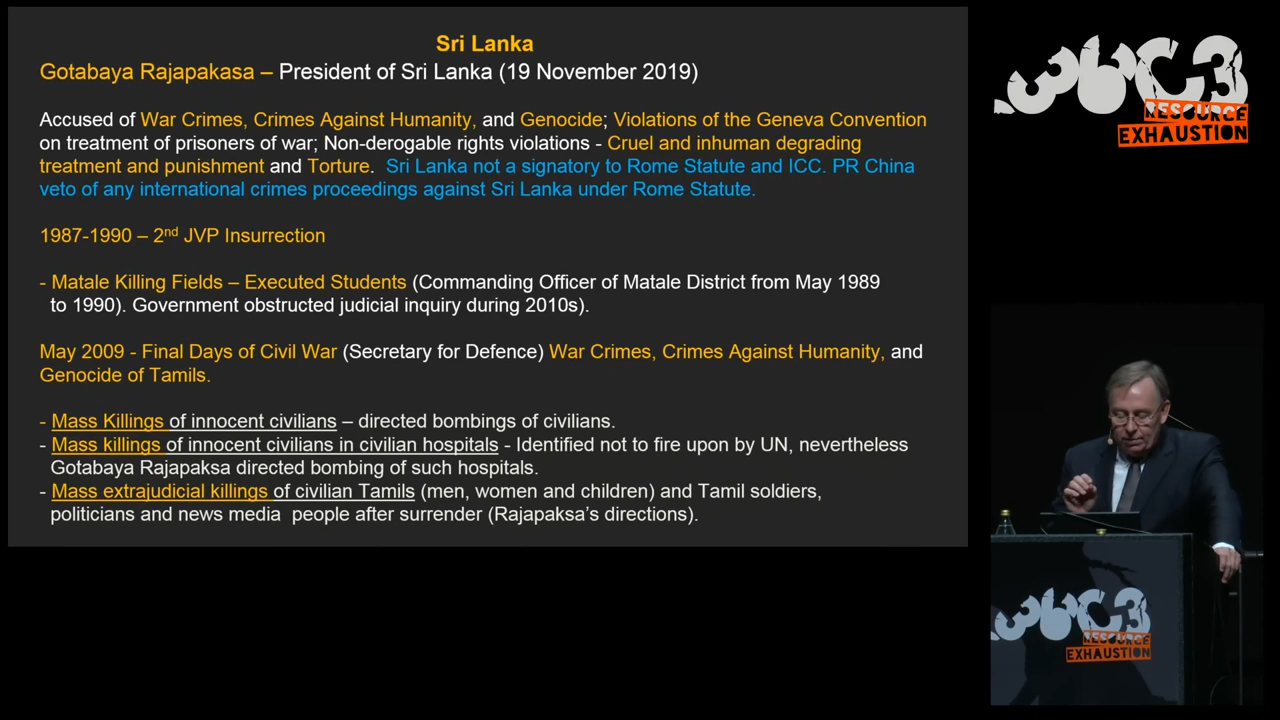 Sri Lanka
Gotabaya Rajapakasa – President of Sri Lanka (19 November 2019)
Accused of War Crimes, Crimes Against Humanity, and Genocide; Violations of the Geneva Convention
on treatment of prisoners of war; Non-derogable rights violations - Cruel and inhuman degrading
treatment and punishment and Torture. Sri Lanka not a signatory to Rome Statute and ICC. PR China
veto of any international crimes proceedings against Sri Lanka under Rome Statute.
1987-1990 – 2nd JVP Insurrection
- Matale Killing Fields – Executed Students (Commanding Officer of Matale District from May 1989
to 1990). Government obstructed judicial inquiry during 2010s).
May 2009 - Final Days of Civil War (Secretary for Defence) War Crimes, Crimes Against Humanity, and
Genocide of Tamils.
- Mass Killings of innocent civilians – directed bombings of civilians.
- Mass killings of innocent civilians in civilian hospitals - Identified not to fire upon by UN, nevertheless
Gotabaya Rajapaksa directed bombing of such hospitals.
- Mass extrajudicial killings of civilian Tamils (men, women and children) and Tamil soldiers,
politicians and news media people after surrender (Rajapaksa's directions).
36C3
RESOURCE
EXHAUSTION
36C3
RESOURCE
EXHAUSTION